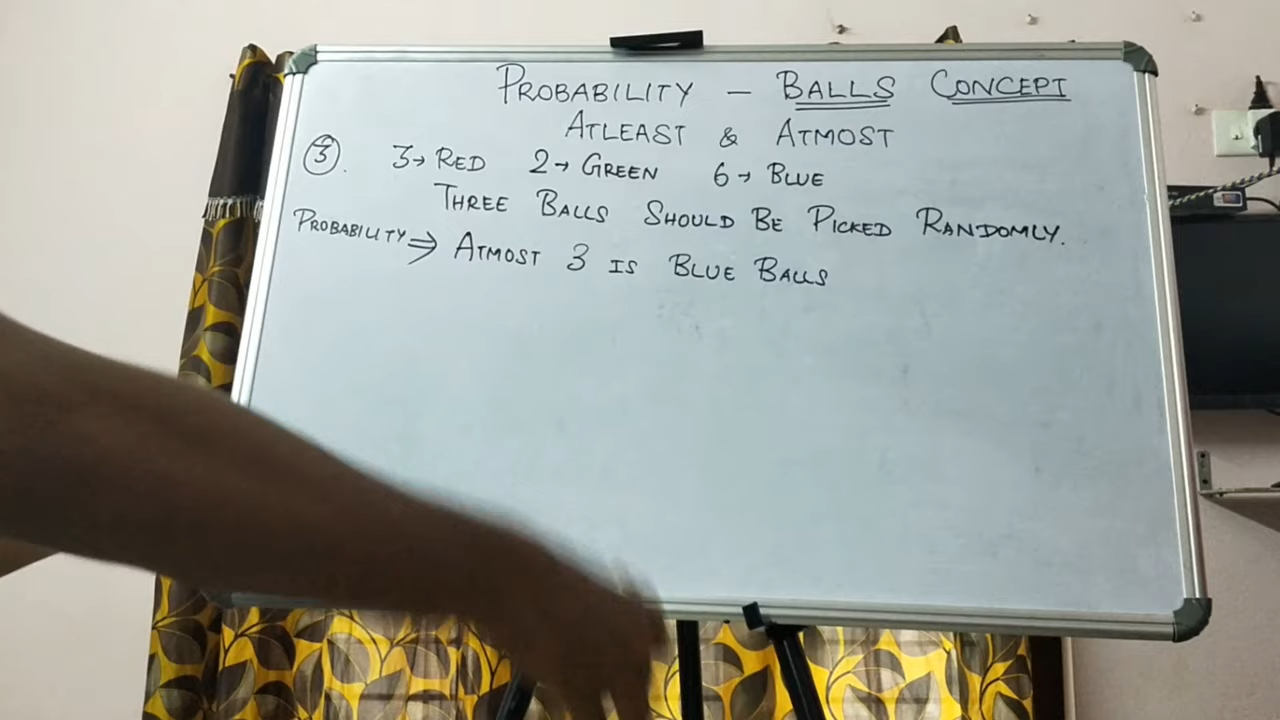 PROBABILITY - BALLS CONCEPT
ATLEAST & ATMOST
3. 3→ RED 2→ GREEN 6→ BLUE
THREE BALLS SHOULD BE PICKED RANDOMLY.
PROBABILITY ⇒ ATMOST 3 IS BLUE BALLS